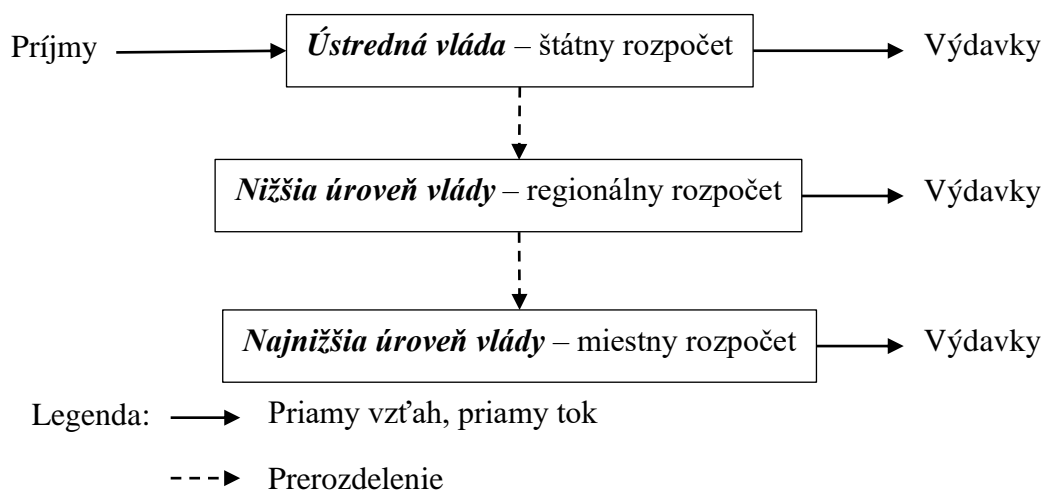 Príjmy
Ústredná vláda – štátny rozpočet
Výdavky
Nižšia úroveň vlády – regionálny rozpočet
Výdavky
Najnižšia úroveň vlády – miestny rozpočet
Výdavky
Legenda:
Priamy vzťah, priamy tok
Prerozdelenie